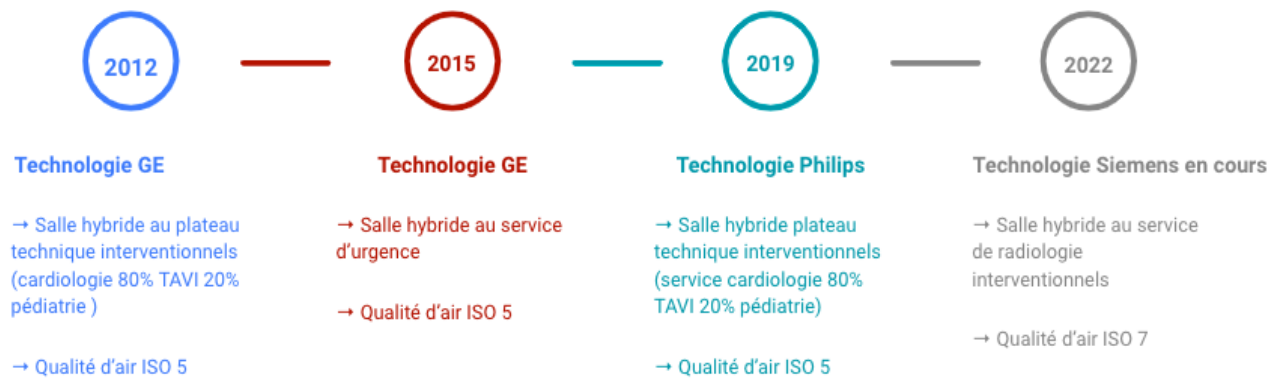 2012
2015
2019
2022
Technologie GE
→ Salle hybride au plateau
technique interventionnels
(cardiologie 80% TAVI 20%
pédiatrie )
→ Qualité d'air ISO 5
Technologie GE
→ Salle hybride au service
d'urgence
→ Qualité d'air ISO 5
Technologie Philips
→ Salle hybride plateau
technique interventionnels
(service cardiologie 80%
TAVI 20% pédiatrie)
→ Qualité d'air ISO 5
Technologie Siemens en cours
→ Salle hybride au service
de radiologie
interventionnels
→ Qualité d'air ISO 7